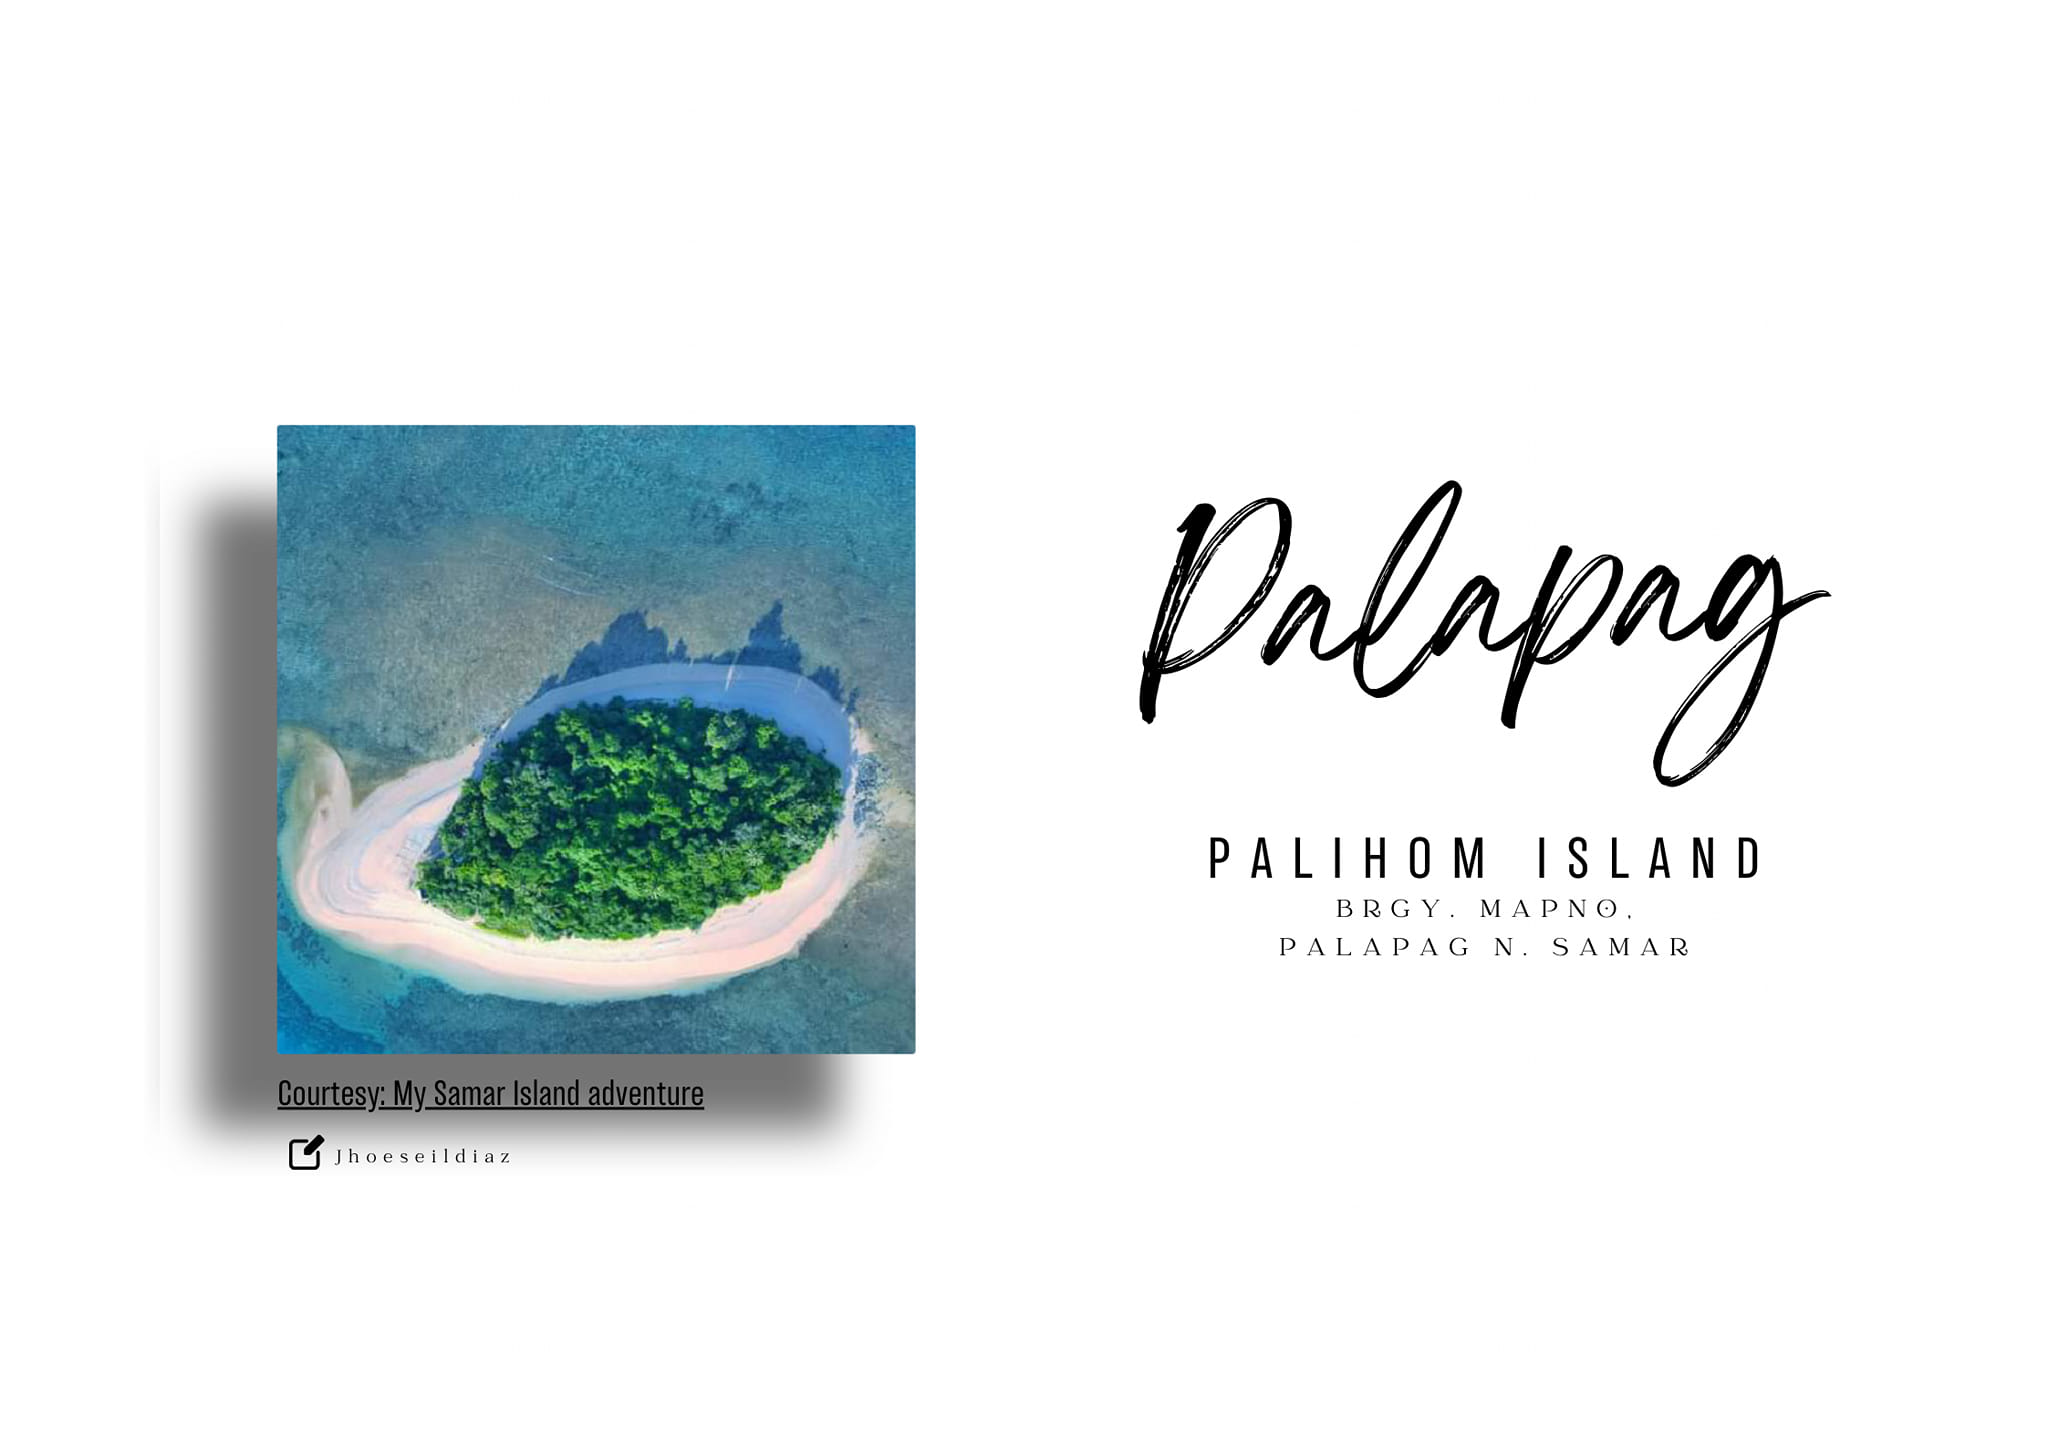 Palapag
PALIHOM ISLAND
BRGY. MAPNO,
PALAPAG N. SAMAR
Courtesy: My Samar Island adventure
Jhoeseildiaz